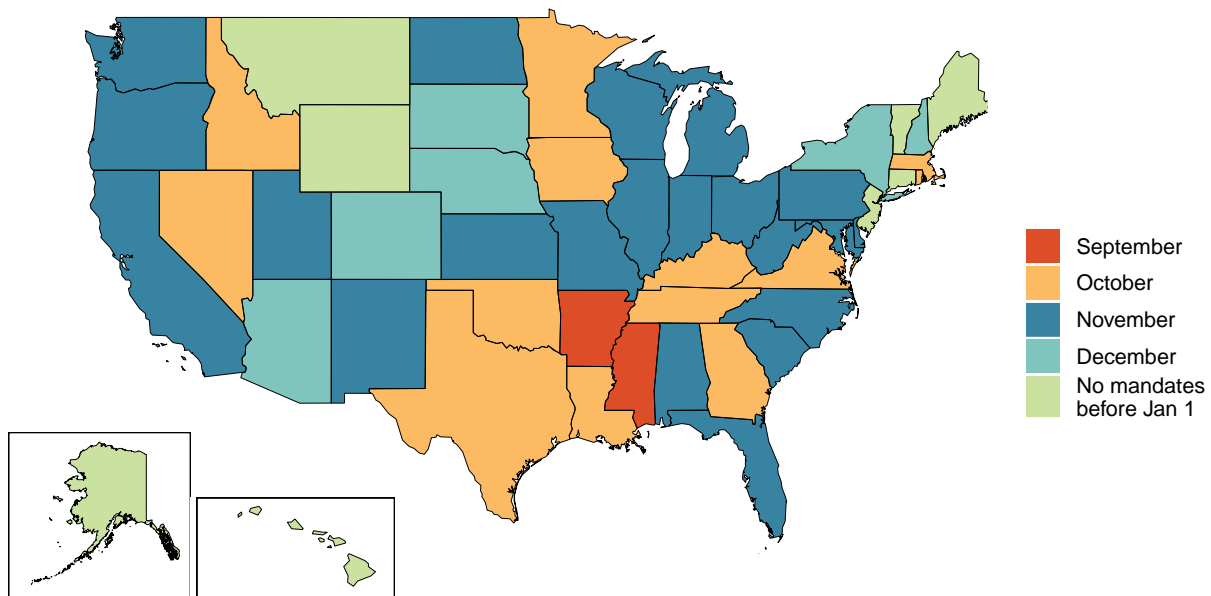 September
October
November
December
No mandates
before Jan 1